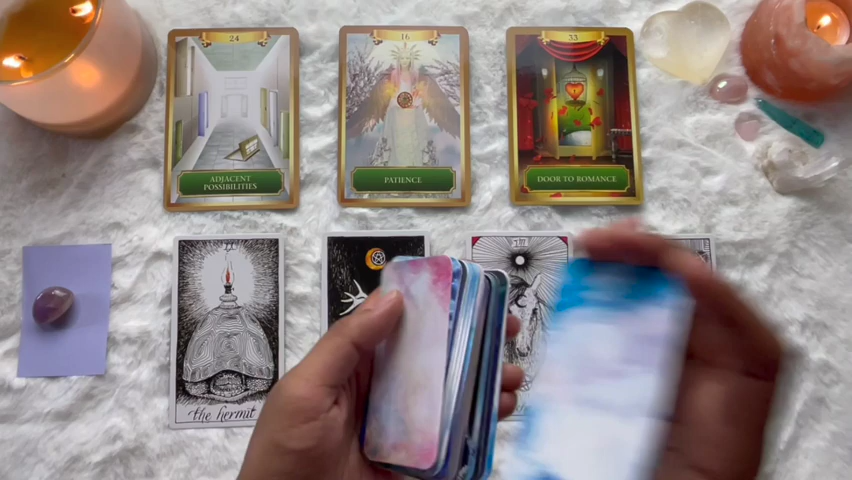 24
ADJACENT
POSSIBILITIES
16
PATIENCE
33
DOOR TO ROMANCE
the hermit